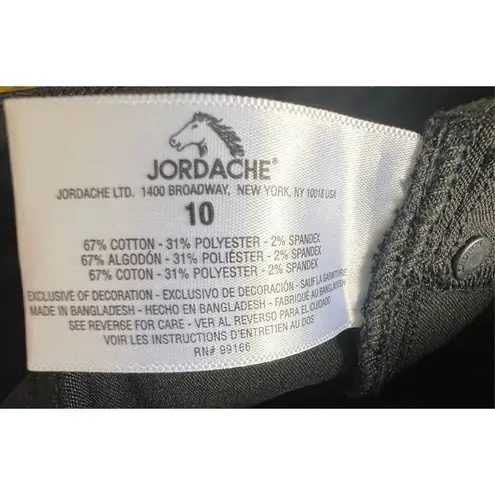 JORDACHE®
JORDACHE LTD. 1400 BROADWAY, NEW YORK, NY 10018 USA
10
67% COTTON - 31% POLYESTER - 2% SPANDEX
67% ALGODÓN - 31% POLIÉSTER - 2% SPANDEX
67% COTON - 31% POLYESTER - 2% SPANDEX
EXCLUSIVE OF DECORATION - EXCLUSIVO DE DECORACIÓN - SAUF LA GARNITURE
MADE IN BANGLADESH - HECHO EN BANGLADESH - FABRIQUÉ AU BANGLADESH
SEE REVERSE FOR CARE - VER AL REVERSO PARA EL CUIDADO
VOIR LES INSTRUCTIONS D'ENTRETIEN AU DOS
RN# 99166